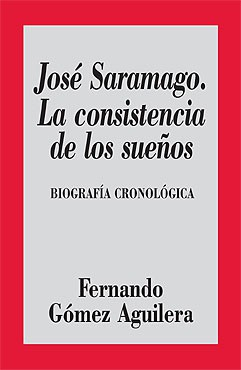 José Saramago.
La consistencia
de los sueños
BIOGRAFÍA CRONOLÓGICA
Fernando
Gómez Aguilera